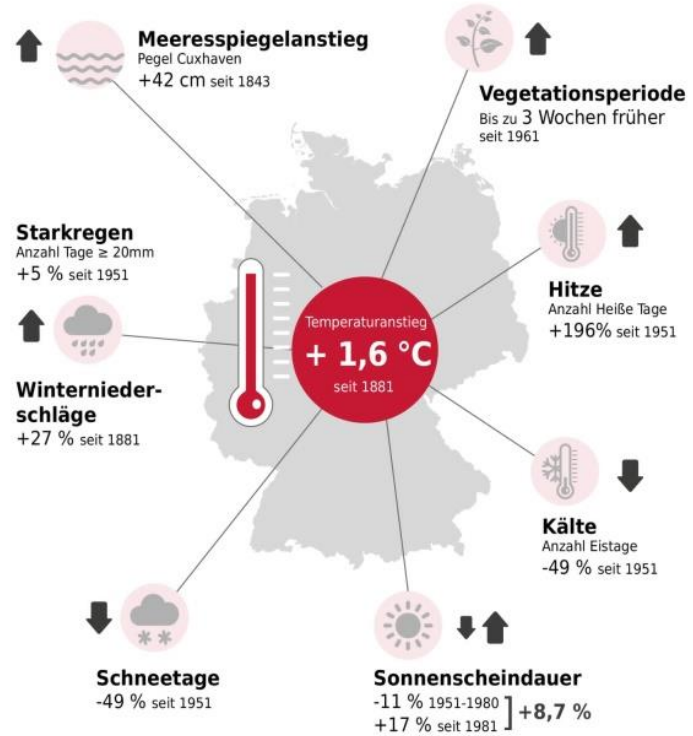 Meeresspiegelanstieg
Pegel Cuxhaven
+42 cm seit 1843
Vegetationsperiode
Bis zu 3 Wochen früher
seit 1961
Starkregen
Anzahl Tage ≥ 20mm
+5 % seit 1951
Hitze
Anzahl Heiße Tage
+196% seit 1951
Temperaturanstieg
+ 1,6 °C
seit 1881
Winternieder-
schläge
+27 % seit 1881
Kälte
Anzahl Eistage
-49 % seit 1951
Schneetage
-49 % seit 1951
Sonnenscheindauer
-11 % 1951-1980
+17 % seit 1981
+8,7 %